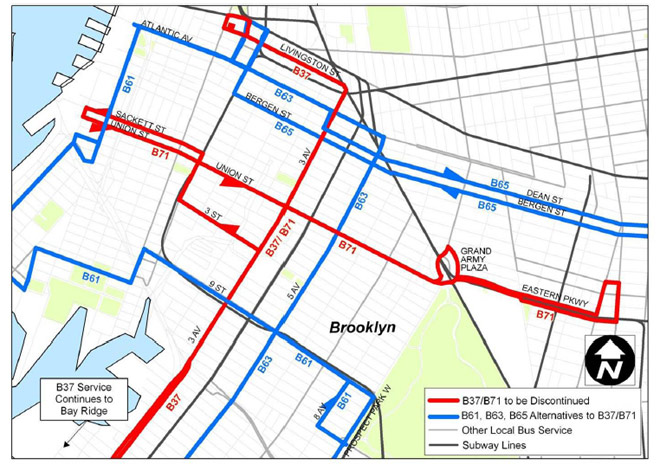 ATLANTIC AV
LIVINGSTON ST
B37
B61
B63
BERGEN ST
B65
SACKETT ST
UNION ST
B71
3 AV
B63
B65
DEAN ST
BERGEN ST
B65
UNION ST
3 ST
B37/ B71
B71
GRAND
ARMY
PLAZA
EASTERN PKWY
B71
B61
9 ST
5 AV
3 AV
Brooklyn
B61
B63
B61
8 AV
PROSPECT PARK W
B37
B37 Service
Continues to
Bay Ridge
N
B37/B71 to be Discontinued
B61, B63, B65 Alternatives to B37/B71
Other Local Bus Service
Subway Lines